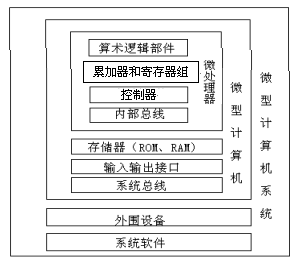 算术逻辑部件
累加器和寄存器组
控制器
内部总线
微处理器
存储器（ROM、RAM）
输入输出接口
系统总线
微型计算机
外围设备
系统软件
微型计算机系统